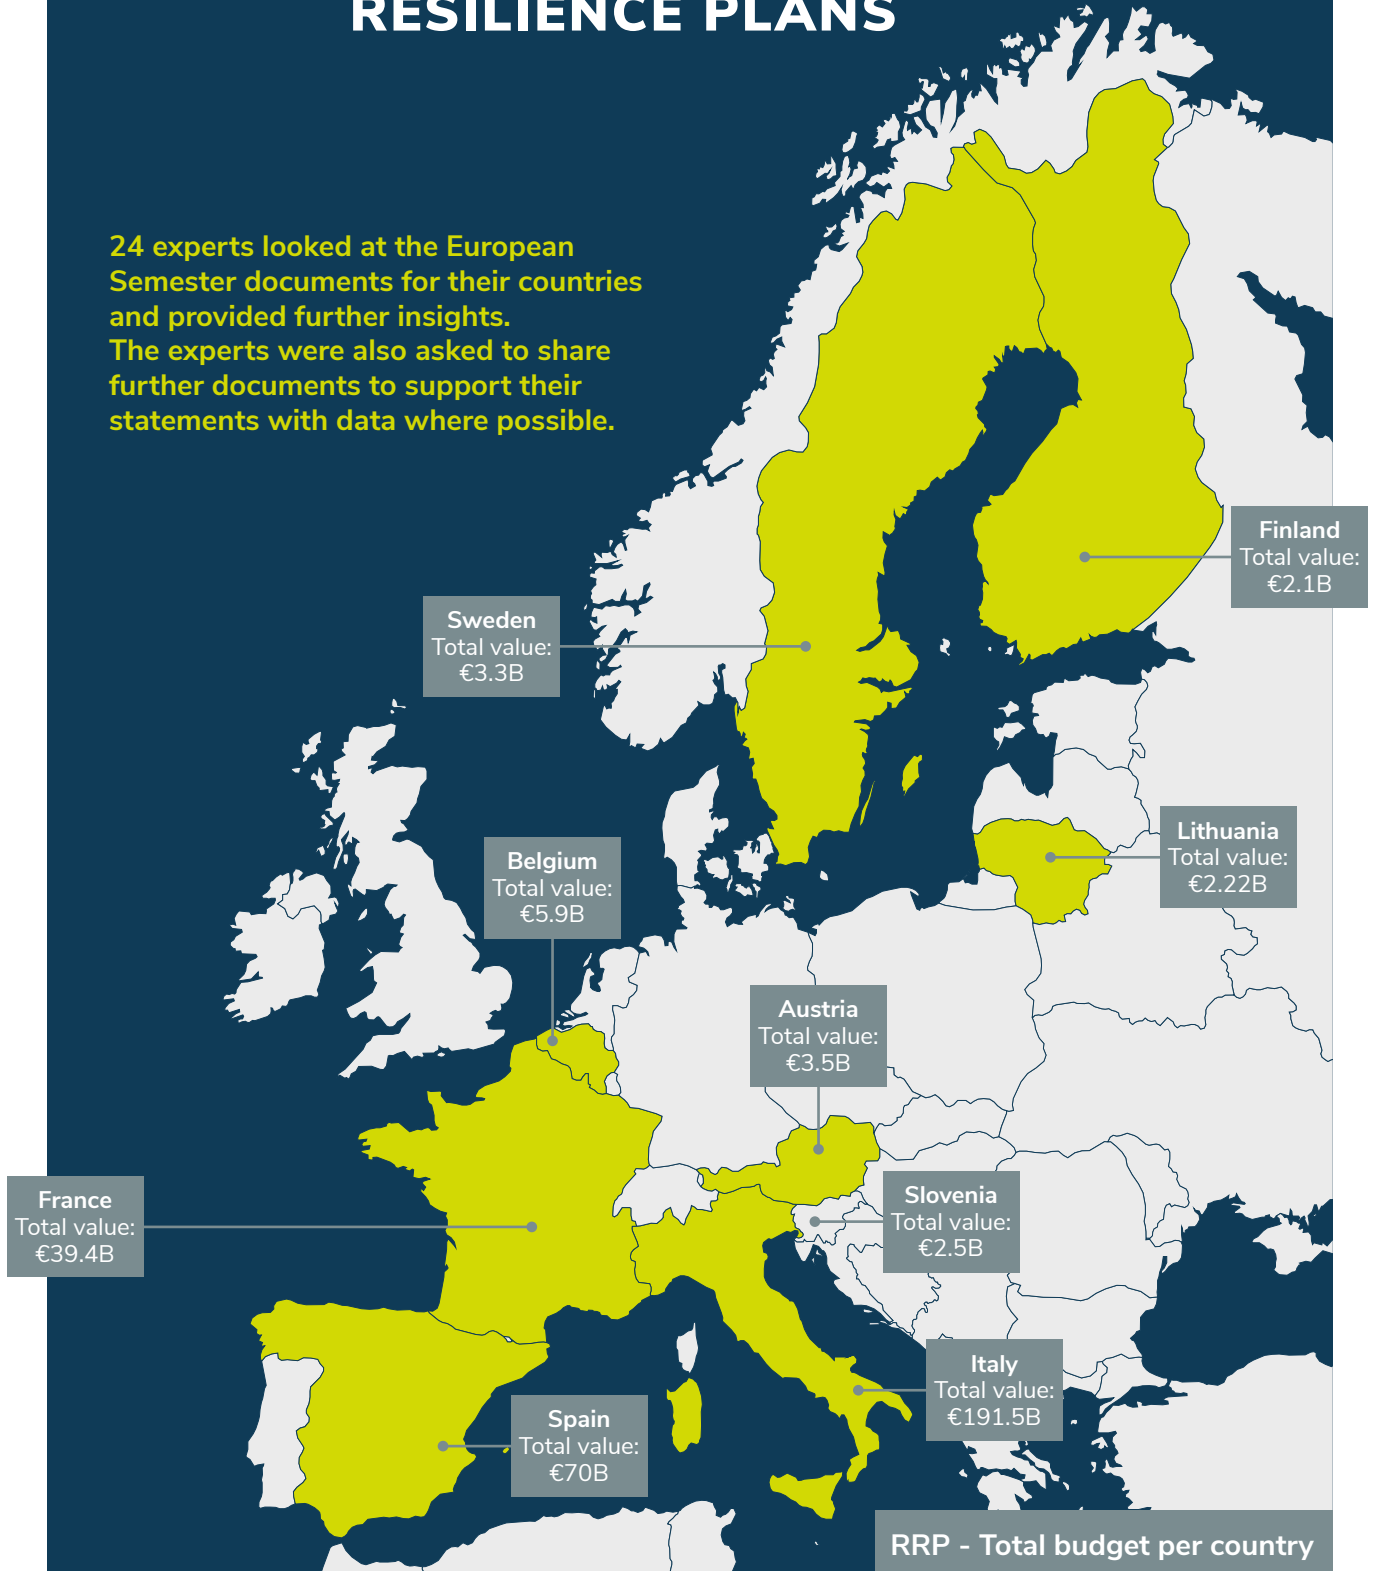 RESILIENCE PLANS
24 experts looked at the European
Semester documents for their countries
and provided further insights.
The experts were also asked to share
further documents to support their
statements with data where possible.
Finland
Total value:
€2.1B
Sweden
Total value:
€3.3B
Lithuania
Total value:
€2.22B
Belgium
Total value:
€5.9B
Austria
Total value:
€3.5B
France
Total value:
€39.4B
Slovenia
Total value:
€2.5B
Italy
Total value:
€191.5B
Spain
Total value:
€70B
RRP - Total budget per country